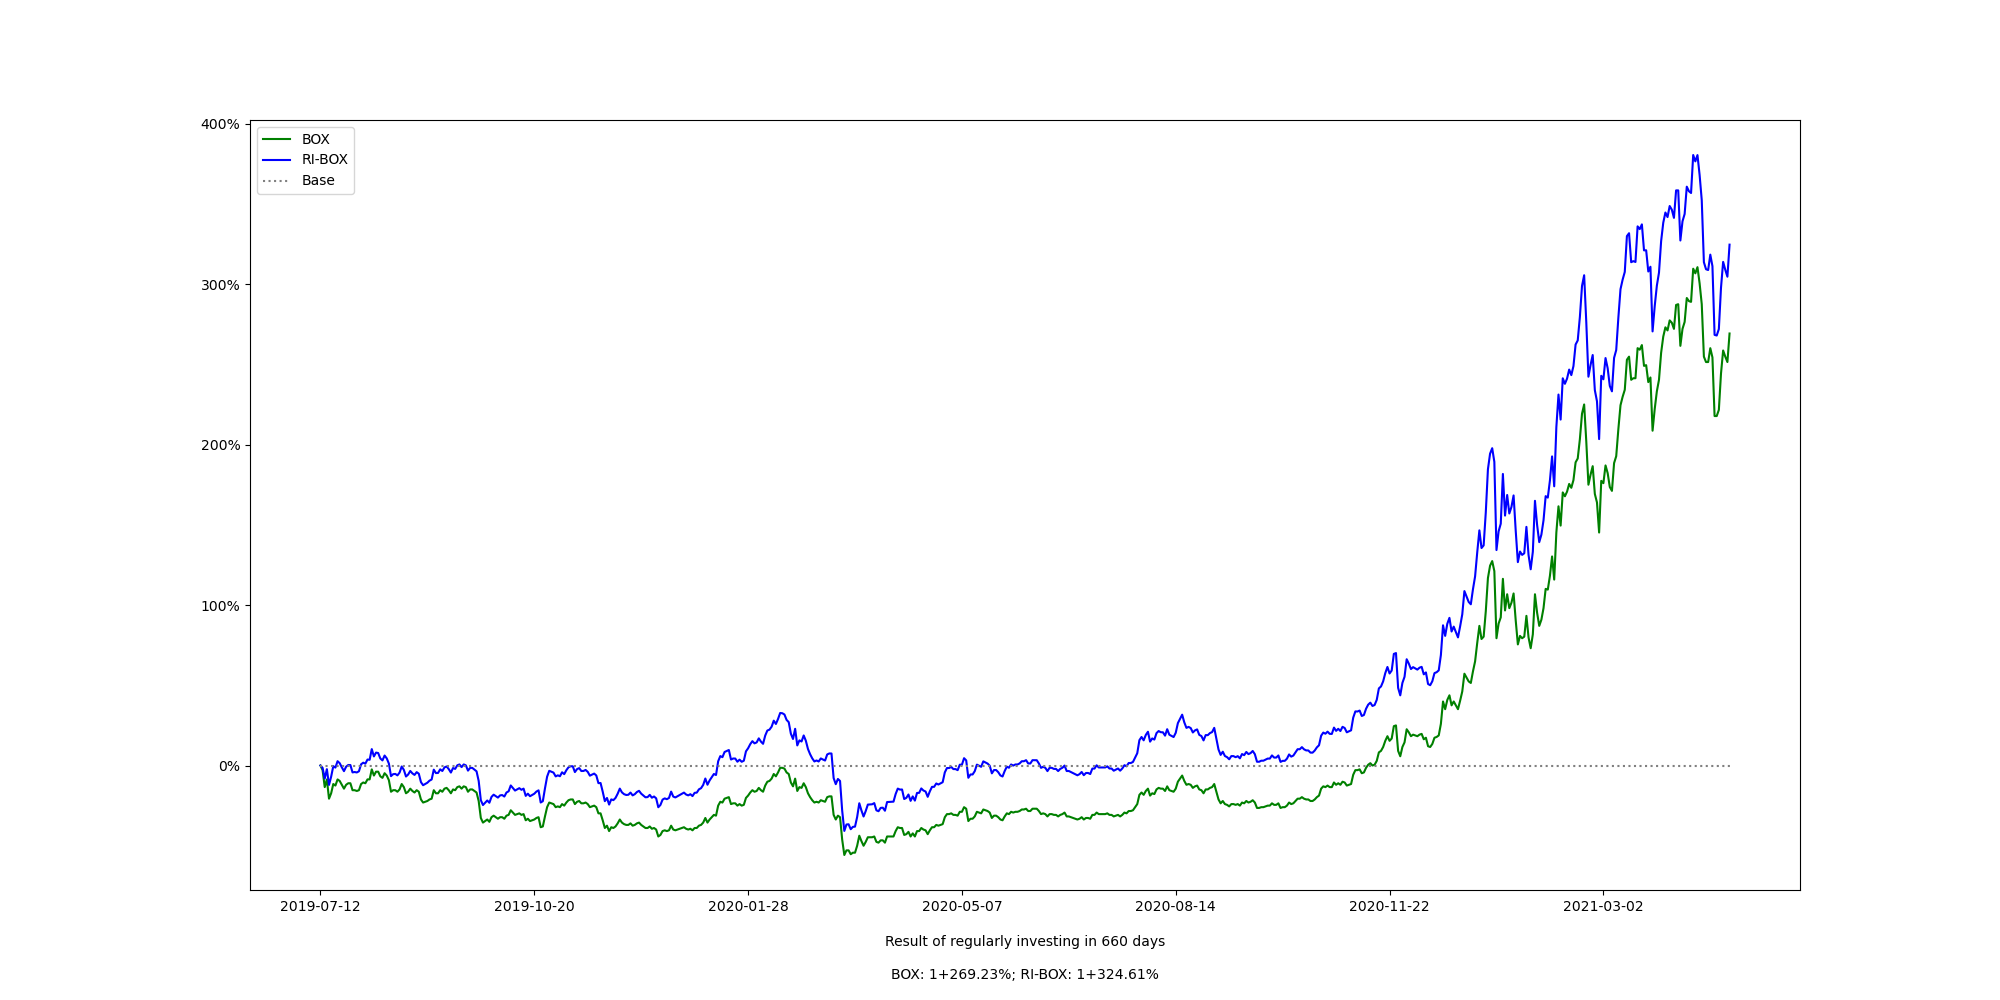 400%
300%
200%
100%
0%
BOX
RI-BOX
Base
2019-07-12 2019-10-20 2020-01-28 2020-05-07 2020-08-14 2020-11-22 2021-03-02
Result of regularly investing in 660 days
BOX: 1+269.23%; RI-BOX: 1+324.61%